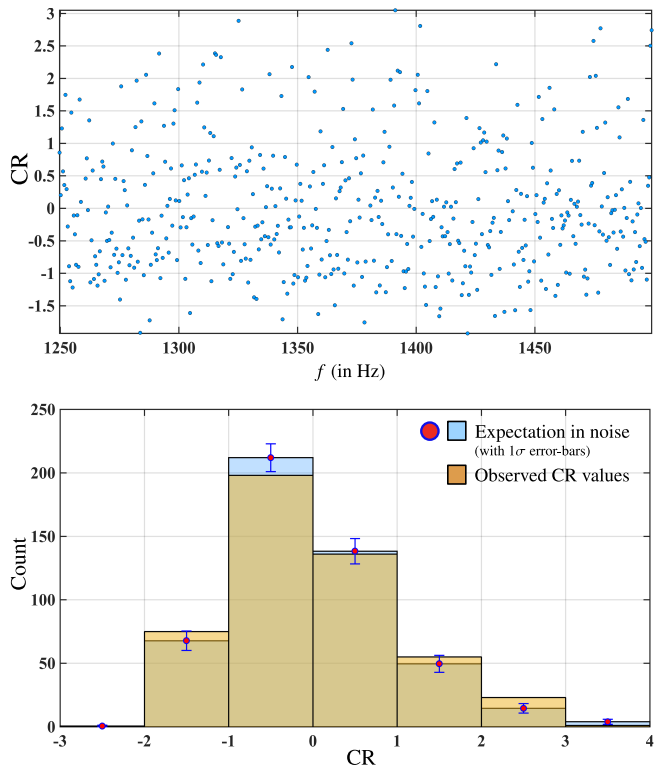 3
2.5
2
1.5
1
0.5
0
-0.5
-1
-1.5
CR
1250 1300 1350 1400 1450
f (in Hz)
250
200
150
100
50
0
Count
Expectation in noise
(with 1σ error-bars)
Observed CR values
-3 -2 -1 0 1 2 3 4
CR